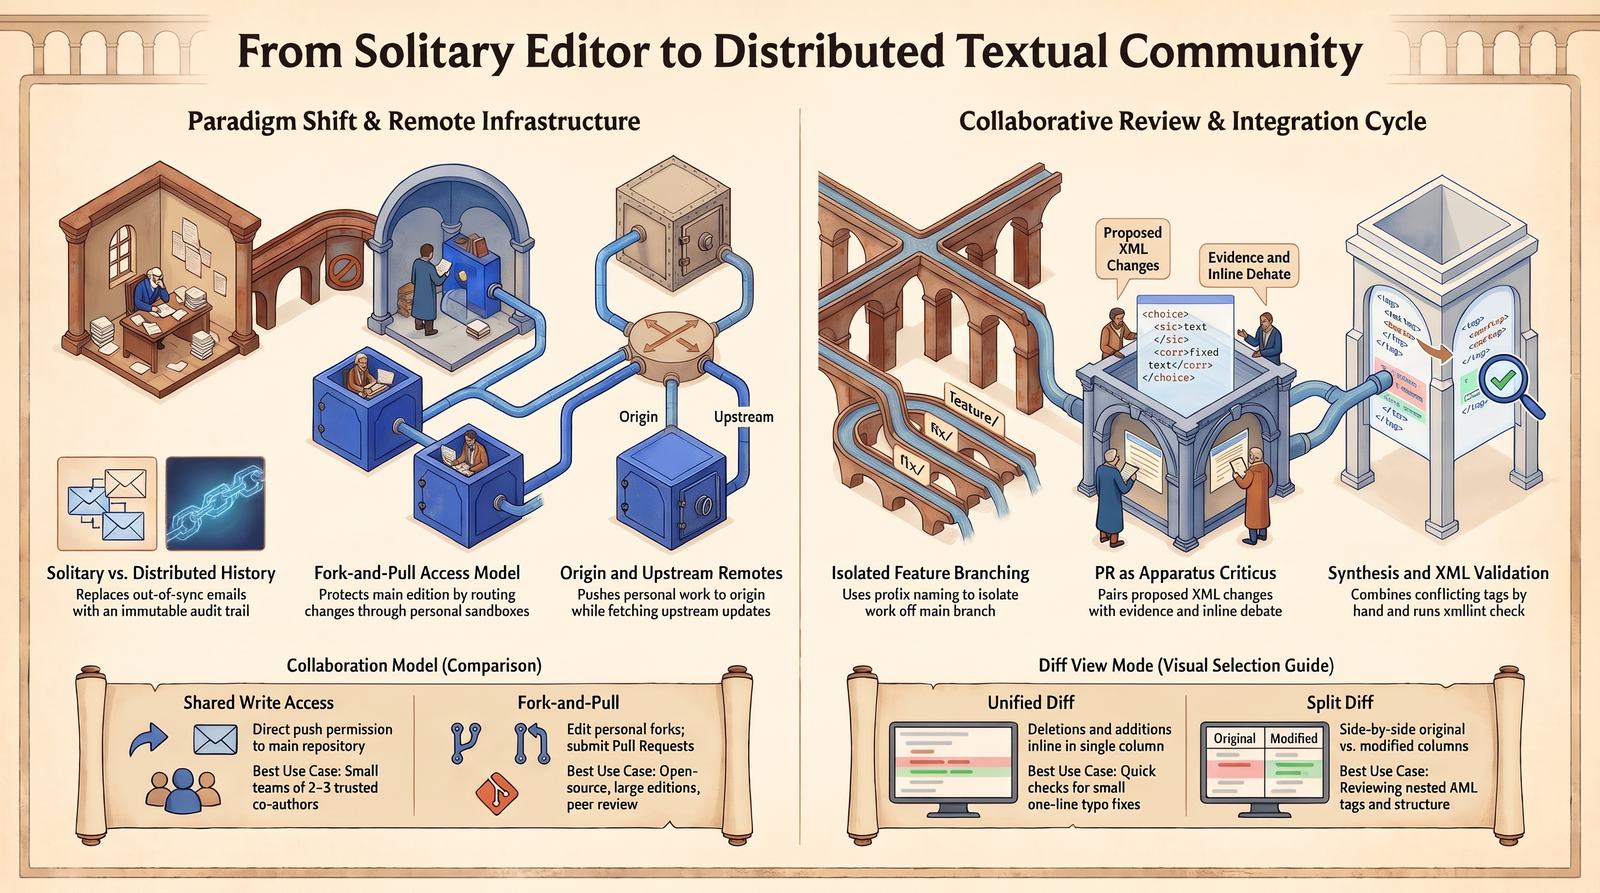 From Solitary Editor to Distributed Textual Community
Paradigm Shift & Remote Infrastructure
Origin
Upstream
Solitary vs. Distributed History
Replaces out-of-sync emails
with an immutable audit trail
Fork-and-Pull Access Model
Protects main edition by routing
changes through personal sandboxes
Origin and Upstream Remotes
Pushes personal work to origin
while fetching upstream updates
Collaboration Model (Comparison)
Shared Write Access
Direct push permission
to main repository
Best Use Case: Small
teams of 2–3 trusted
co-authors
Fork-and-Pull
Edit personal forks;
submit Pull Requests
Best Use Case: Open-
source, large editions,
peer review
Collaborative Review & Integration Cycle
Proposed
XML
Changes
Evidence and
Inline Dehate
<choice>
<sic>text
</sic>
<corr>fixed
text</corr>
</choice>
feature/
fix/
fix/
Isolated Feature Branching
Uses profix naming to isolate
work off main branch
PR as Apparatus Criticus
Pairs proposed XML changes
with evidence and inline debate
Synthesis and XML Validation
Combines conflicting tags by
hand and runs xmllint check
Diff View Mode (Visual Selection Guide)
Unified Diff
Deletions and additions
inline in single column
Best Use Case: Quick
checks for small
one-line typo fixes
Split Diff
Original Modified
Side-by-side original
vs. modified columns
Best Use Case:
Reviewing nested AML
tags and structure